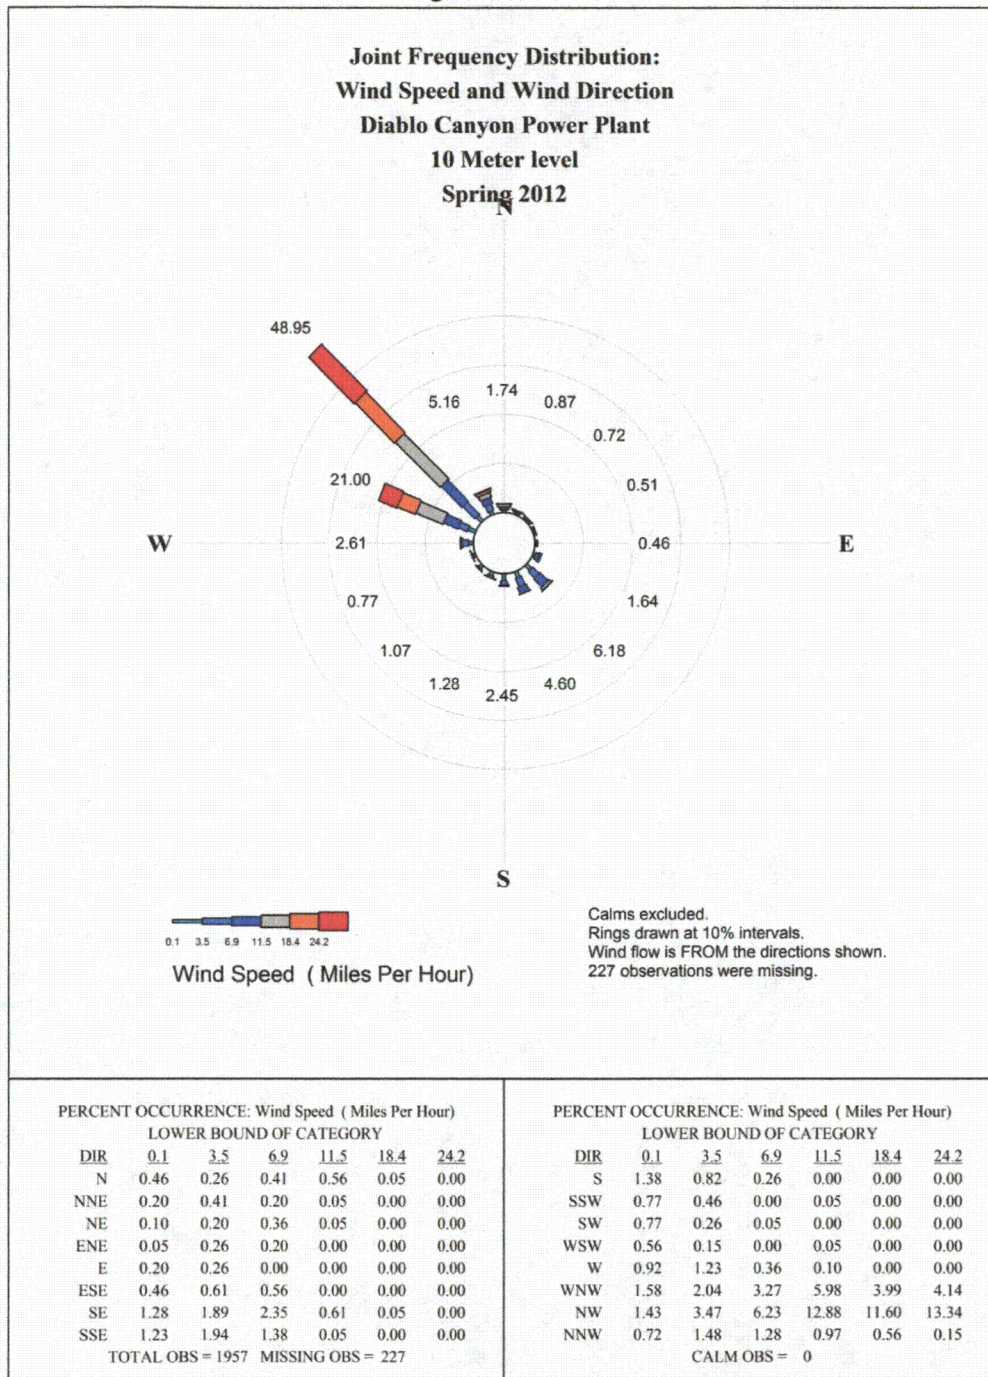 Joint Frequency Distribution:
Wind Speed and Wind Direction
Diablo Canyon Power Plant
10 Meter level
Spring 2012
N
48.95
5.16 1.74 0.87
0.72
21.00 0.51
W 2.61 0.46 E
0.77 1.64
1.07 6.18
1.28 2.45 4.60
S
0.1 3.5 6.9 11.5 18.4 24.2
Wind Speed ( Miles Per Hour)
Calms excluded.
Rings drawn at 10% intervals.
Wind flow is FROM the directions shown.
227 observations were missing.
PERCENT OCCURRENCE: Wind Speed ( Miles Per Hour)
LOWER BOUND OF CATEGORY
DIR 0.1 3.5 6.9 11.5 18.4 24.2
N 0.46 0.26 0.41 0.56 0.05 0.00
NNE 0.20 0.41 0.20 0.05 0.00 0.00
NE 0.10 0.20 0.36 0.05 0.00 0.00
ENE 0.05 0.26 0.20 0.00 0.00 0.00
E 0.20 0.26 0.00 0.00 0.00 0.00
ESE 0.46 0.61 0.56 0.00 0.00 0.00
SE 1.28 1.89 2.35 0.61 0.05 0.00
SSE 1.23 1.94 1.38 0.05 0.00 0.00
TOTAL OBS = 1957 MISSING OBS = 227
PERCENT OCCURRENCE: Wind Speed ( Miles Per Hour)
LOWER BOUND OF CATEGORY
DIR 0.1 3.5 6.9 11.5 18.4 24.2
S 1.38 0.82 0.26 0.00 0.00 0.00
SSW 0.77 0.46 0.00 0.05 0.00 0.00
SW 0.77 0.26 0.05 0.00 0.00 0.00
WSW 0.56 0.15 0.00 0.05 0.00 0.00
W 0.92 1.23 0.36 0.10 0.00 0.00
WNW 1.58 2.04 3.27 5.98 3.99 4.14
NW 1.43 3.47 6.23 12.88 11.60 13.34
NNW 0.72 1.48 1.28 0.97 0.56 0.15
CALM OBS = 0